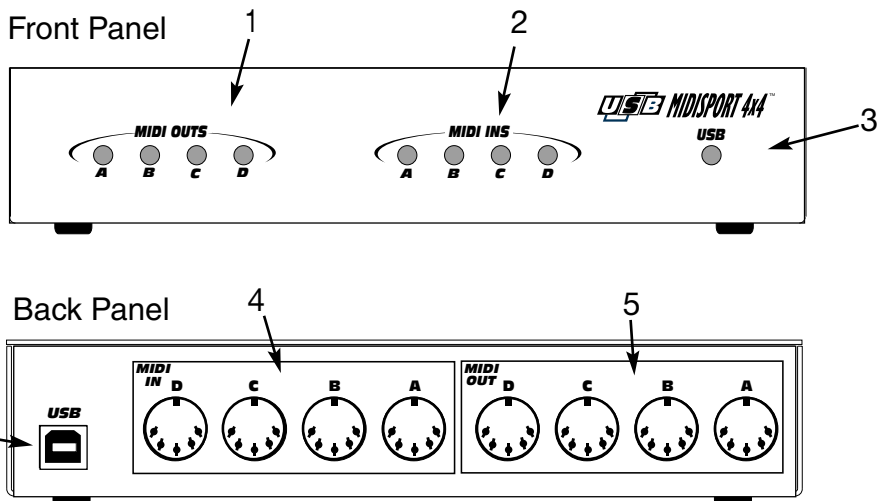 Front Panel
1
2
3
USB MIDISPORT 4x4™
MIDI OUTS
MIDI INS
USB
A B C D
A B C D
Back Panel
4
5
MIDI IN
MIDI OUT
D C B A
D C B A
USB